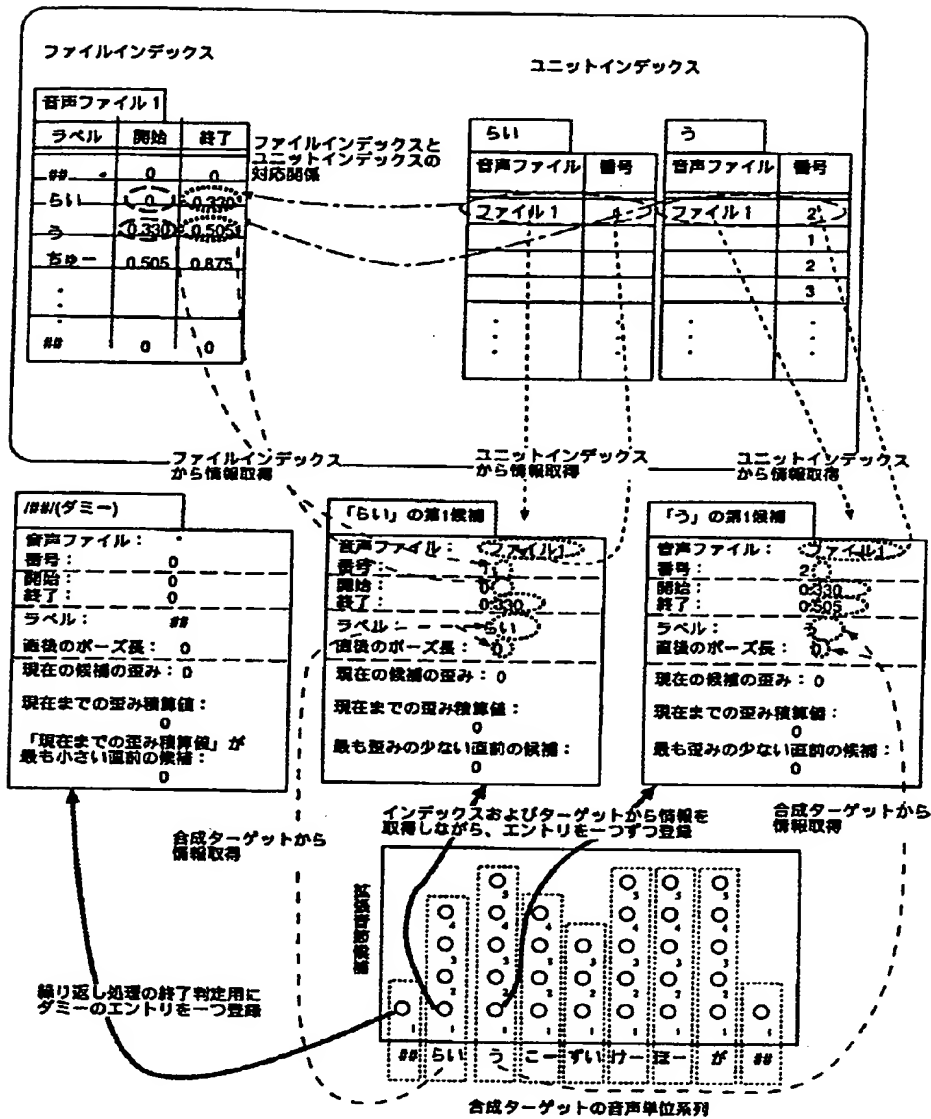 ファイルインデックス
音声ファイル1
ラベル 開始 終了
## 0 0
らい 0 0.330
う 0.330 0.505
ちゅー 0.505 0.875
## 0 0
ファイルインデックスと
ユニットインデックスの
対応関係
ユニットインデックス
らい
音声ファイル 番号
ファイル1 1
う
音声ファイル 番号
ファイル1 2
1
2
3
ファイルインデックス
から情報取得
ユニットインデックス
から情報取得
ユニットインデックス
から情報取得
/##/(ダミー)
音声ファイル:
番号: 0
開始: 0
終了: 0
ラベル: ##
直後のポーズ長: 0
現在の候補の歪み:0
現在までの歪み積算値:
0
「現在までの歪み積算値」が
最も小さい直前の候補:
0
「らい」の第1候補
音声ファイル: ファイル1
番号: 1
開始: 0
終了: 0.330
ラベル: らい
直後のポーズ長: 0
現在の候補の歪み:0
現在までの歪み積算値:
0
最も歪みの少ない直前の候補:
0
「う」の第1候補
音声ファイル: ファイル1
番号: 2
開始: 0.330
終了: 0.505
ラベル: う
直後のポーズ長: 0
現在の候補の歪み:0
現在までの歪み積算値:
0
最も歪みの少ない直前の候補:
0
合成ターゲットから
情報取得
インデックスおよびターゲットから情報を
取得しながら、エントリを一つずつ登録
合成ターゲットから
情報取得
繰り返し処理の終了判定用に
ダミーのエントリを一つ登録
## らい う こー ずい けー ほー が ##
合成ターゲットの音声単位系列